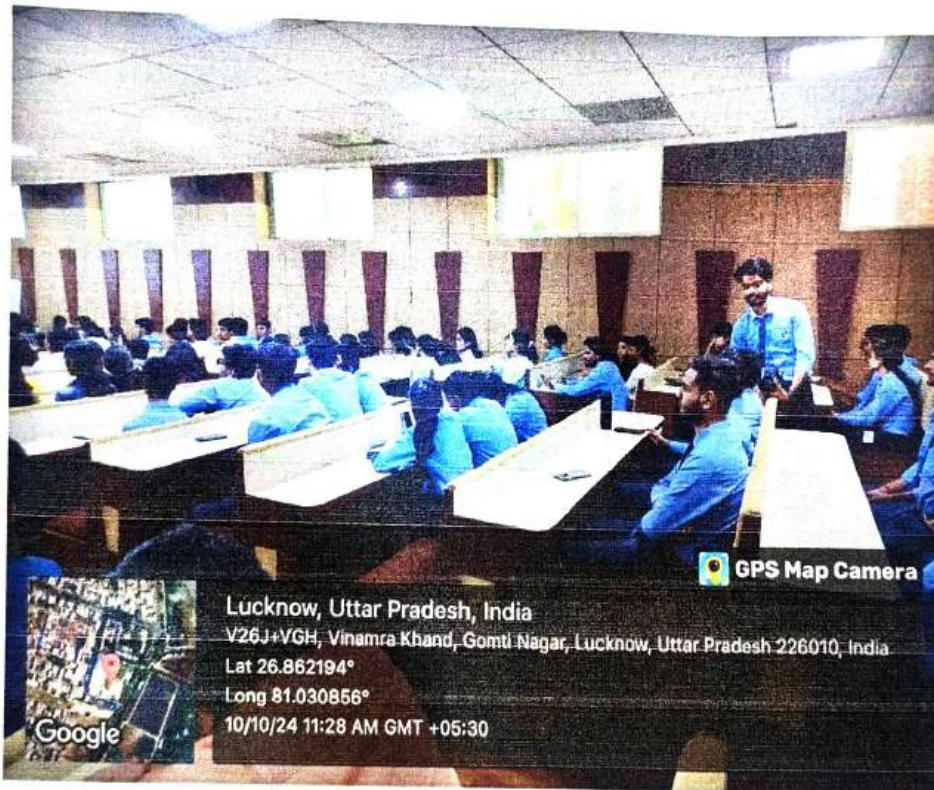 GPS Map Camera
Lucknow, Uttar Pradesh, India
V26J+VGH, Vinamra Khand, Gomti Nagar, Lucknow, Uttar Pradesh 226010, India
Lat 26.862194°
Long 81.030856°
10/10/24 11:28 AM GMT +05:30
Google